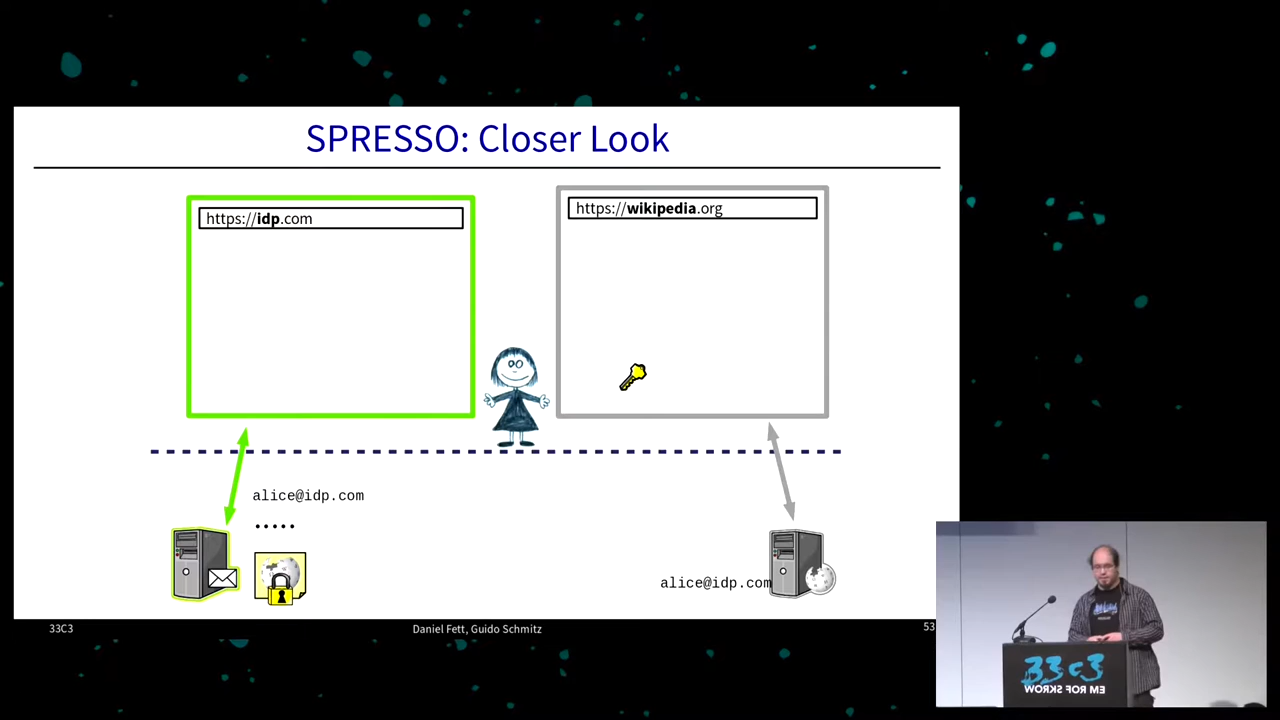 SPRESSO: Closer Look
https://idp.com
https://wikipedia.org
alice@idp.com
•••••
alice@idp.com
33C3
Daniel Fett, Guido Schmitz
53
33c3
WORKS FOR ME